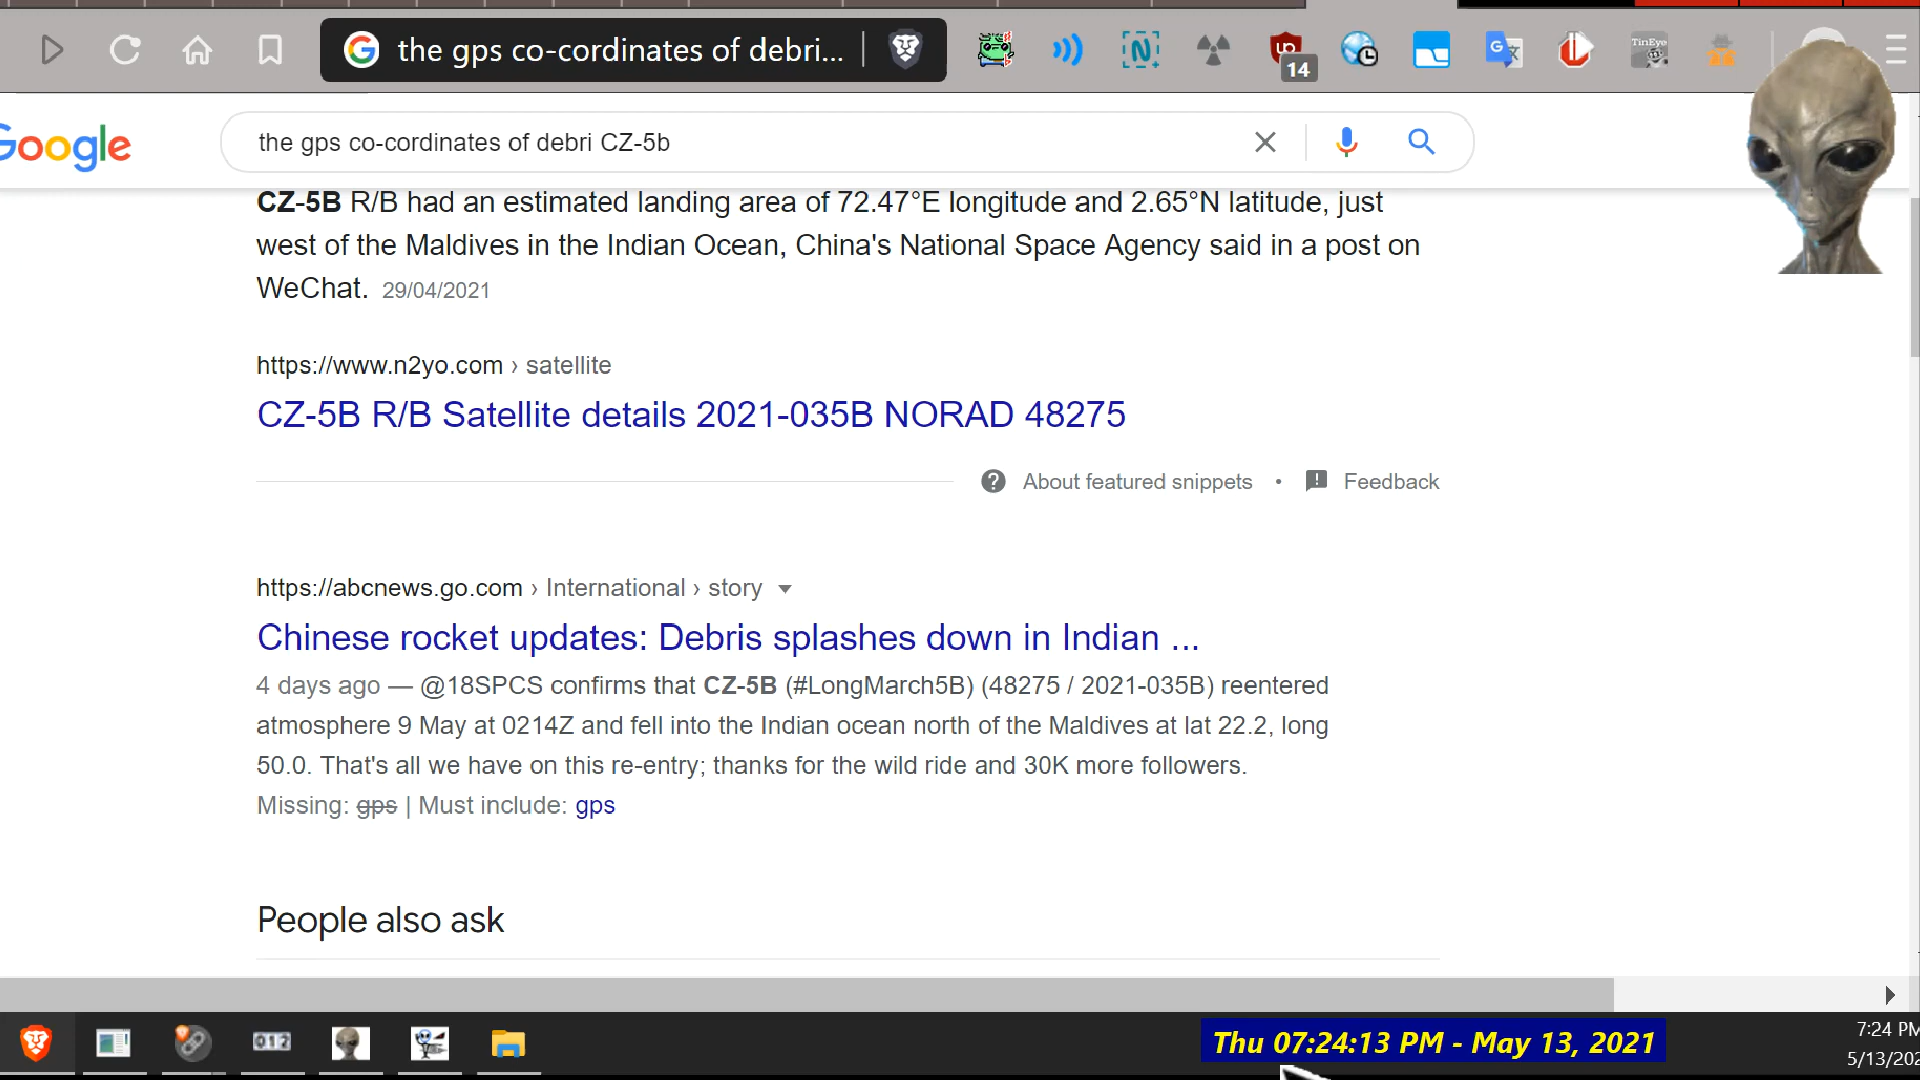 the gps co-cordinates of debri...
14
TinEye
Google
the gps co-cordinates of debri CZ-5b
CZ-5B R/B had an estimated landing area of 72.47°E longitude and 2.65°N latitude, just
west of the Maldives in the Indian Ocean, China's National Space Agency said in a post on
WeChat. 29/04/2021
https://www.n2yo.com › satellite
CZ-5B R/B Satellite details 2021-035B NORAD 48275
About featured snippets • Feedback
https://abcnews.go.com › International › story
Chinese rocket updates: Debris splashes down in Indian ...
4 days ago — @18SPCS confirms that CZ-5B (#LongMarch5B) (48275 / 2021-035B) reentered
atmosphere 9 May at 0214Z and fell into the Indian ocean north of the Maldives at lat 22.2, long
50.0. That's all we have on this re-entry; thanks for the wild ride and 30K more followers.
Missing: gps | Must include: gps
People also ask
012
Thu 07:24:13 PM - May 13, 2021
7:24 PM
5/13/202